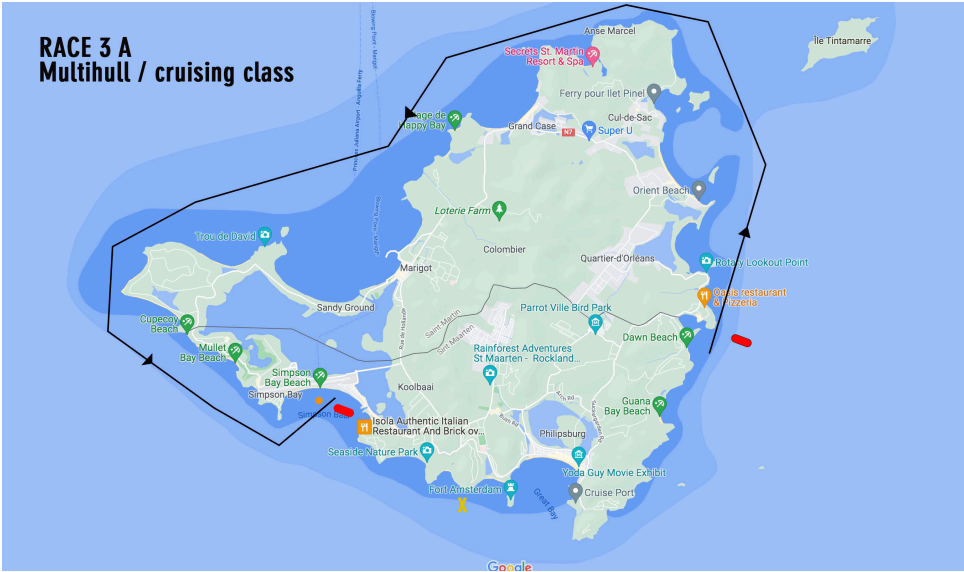 RACE 3 A
Multihull / cruising class
Anse Marcel
Île Tintamarre
Secrets St. Martin
Resort & Spa
Ferry pour Ilet Pinel
Cul-de-Sac
Happy Bay
Grand Case
N7
Super U
Orient Beach
Loterie Farm
Trou de David
Colombier
Quartier-d'Orléans
Rotary Lookout Point
Marigot
Oasis restaurant
& Pizzeria
Sandy Ground
Saint-Martin
Sint Maarten
Rue de Hollande
Parrot Ville Bird Park
Cupecoy
Beach
Dawn Beach
Mullet
Bay Beach
Rainforest Adventures
St Maarten - Rockland...
Simpson
Bay Beach
Koolbaai
Simpson Bay
Guana
Bay Beach
Isola Authentic Italian
Restaurant And Brick ov...
Philipsburg
Seaside Nature Park
Yoda Guy Movie Exhibit
Fort Amsterdam
Great Bay
Cruise Port
X
Google